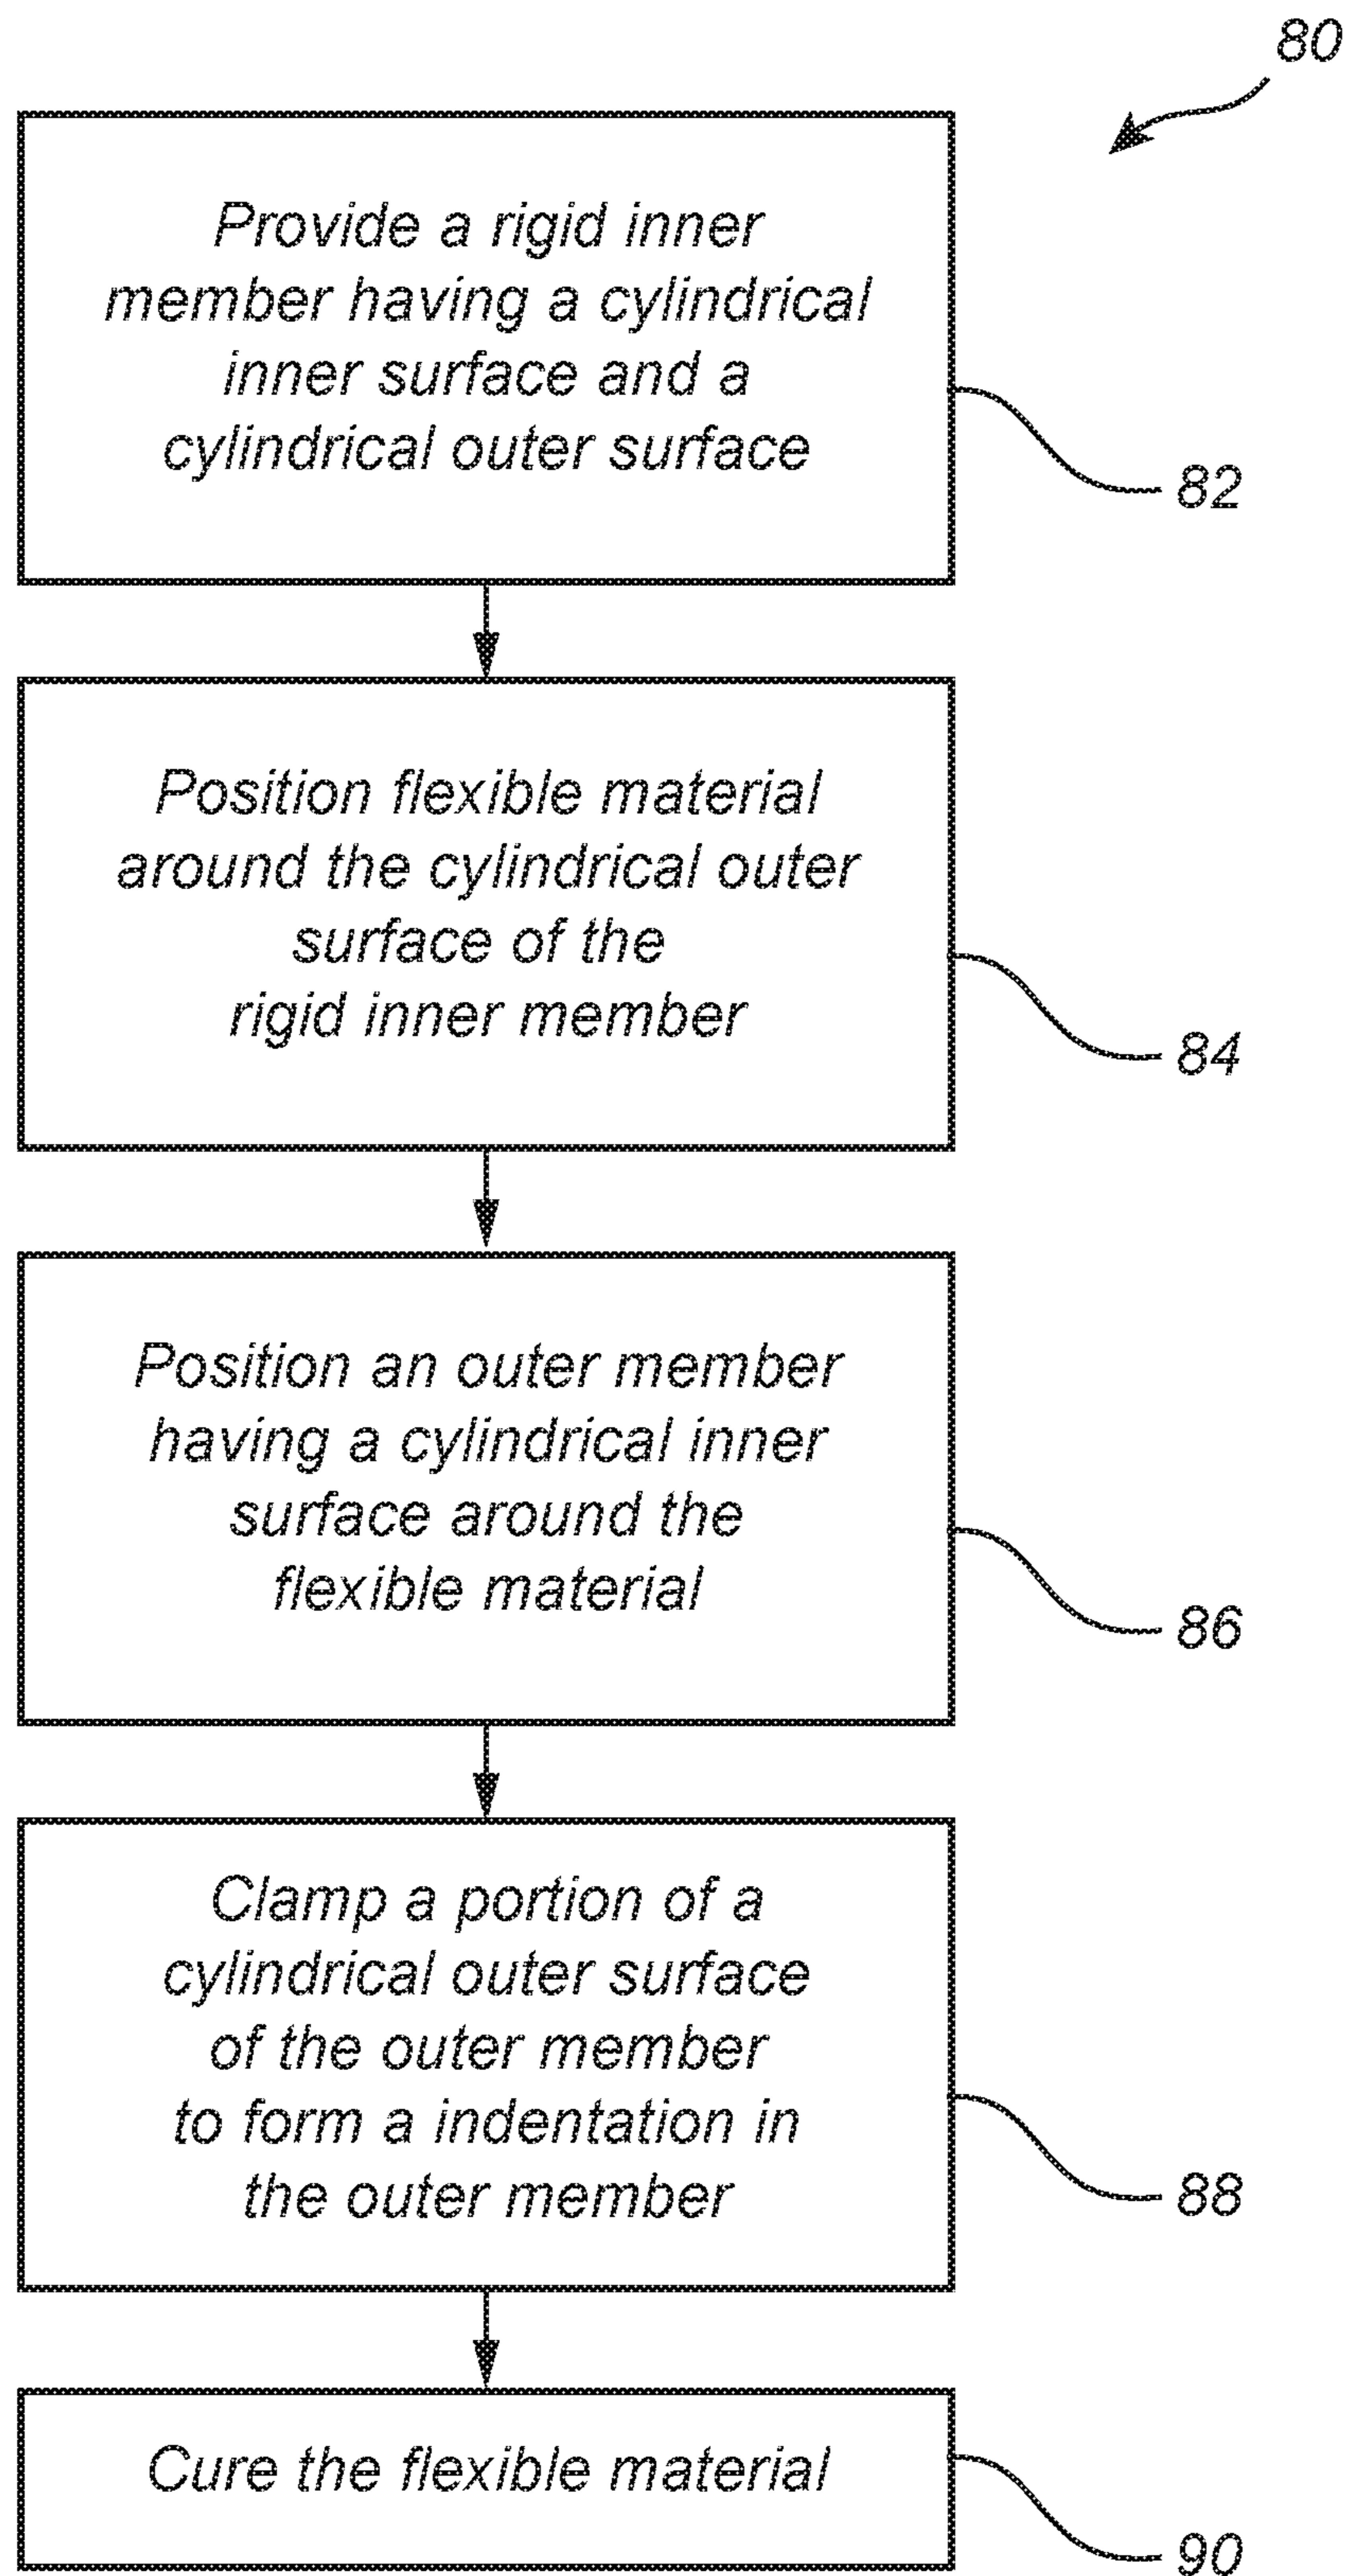 80
Provide a rigid inner
member having a cylindrical
inner surface and a
cylindrical outer surface
82
Position flexible material
around the cylindrical outer
surface of the
rigid inner member
84
Position an outer member
having a cylindrical inner
surface around the
flexible material
86
Clamp a portion of a
cylindrical outer surface
of the outer member
to form a indentation in
the outer member
88
Cure the flexible material
90